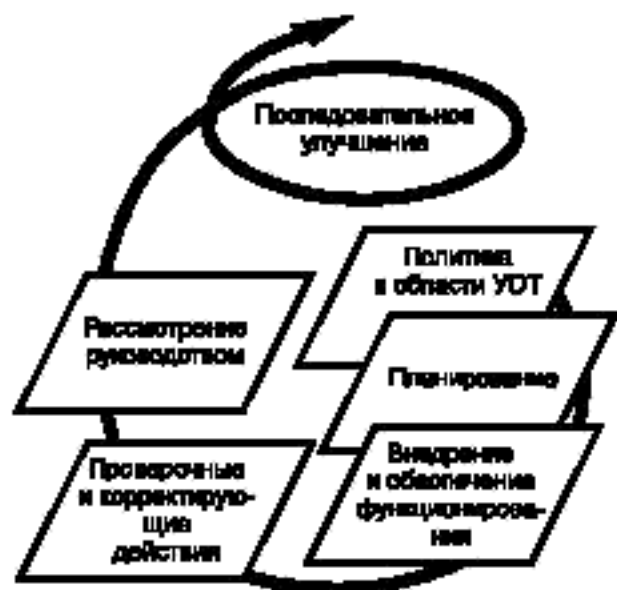 Последовательное
улучшение
Политика
в области УОТ
Рассмотрение
руководством
Планирование
Проверочные
и корректирую-
щие
действия
Внедрение
и обеспечение
функционирова-
ния